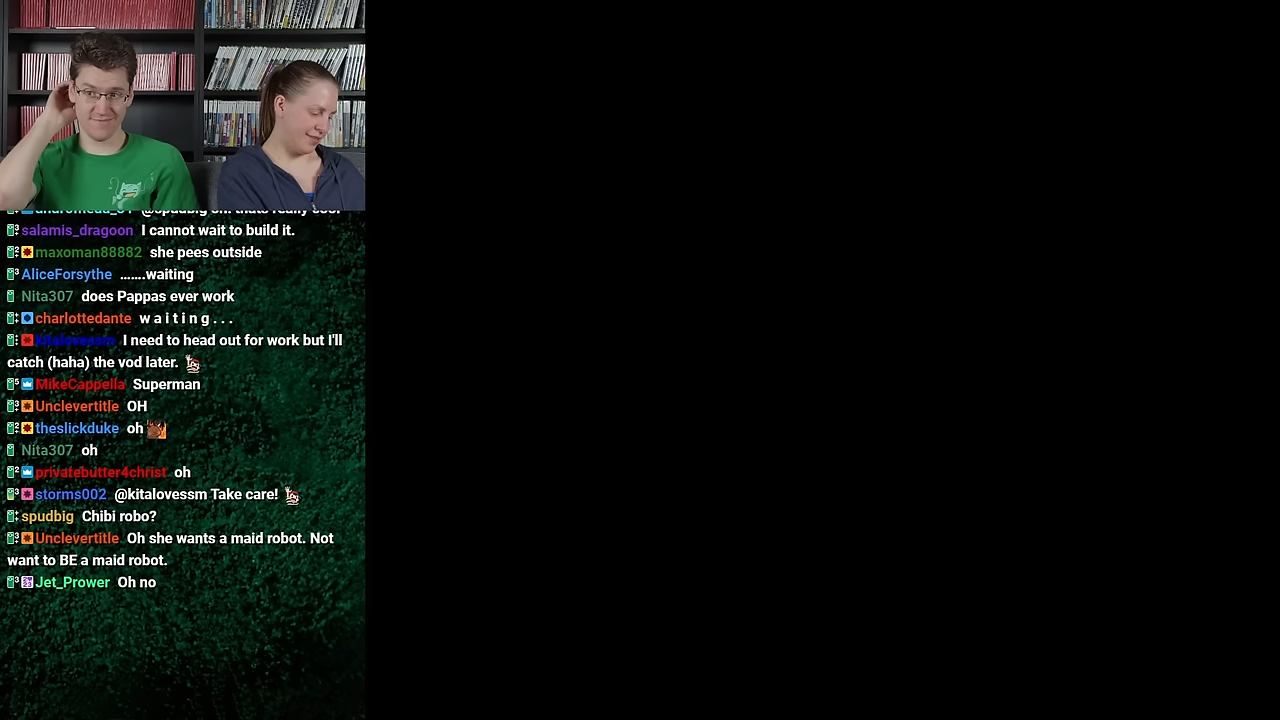 salamis_dragoon I cannot wait to build it.
maxoman88882 she pees outside
AliceForsythe .......waiting
Nita307 does Pappas ever work
charlottedante w a i t i n g . . .
kitalovessm I need to head out for work but I'll
catch (haha) the vod later.
MikeCappella Superman
Unclevertitle OH
theslickduke oh
Nita307 oh
privatebutter4christ oh
storms002 @kitalovessm Take care!
spudbig Chibi robo?
Unclevertitle Oh she wants a maid robot. Not
want to BE a maid robot.
Jet_Prower Oh no